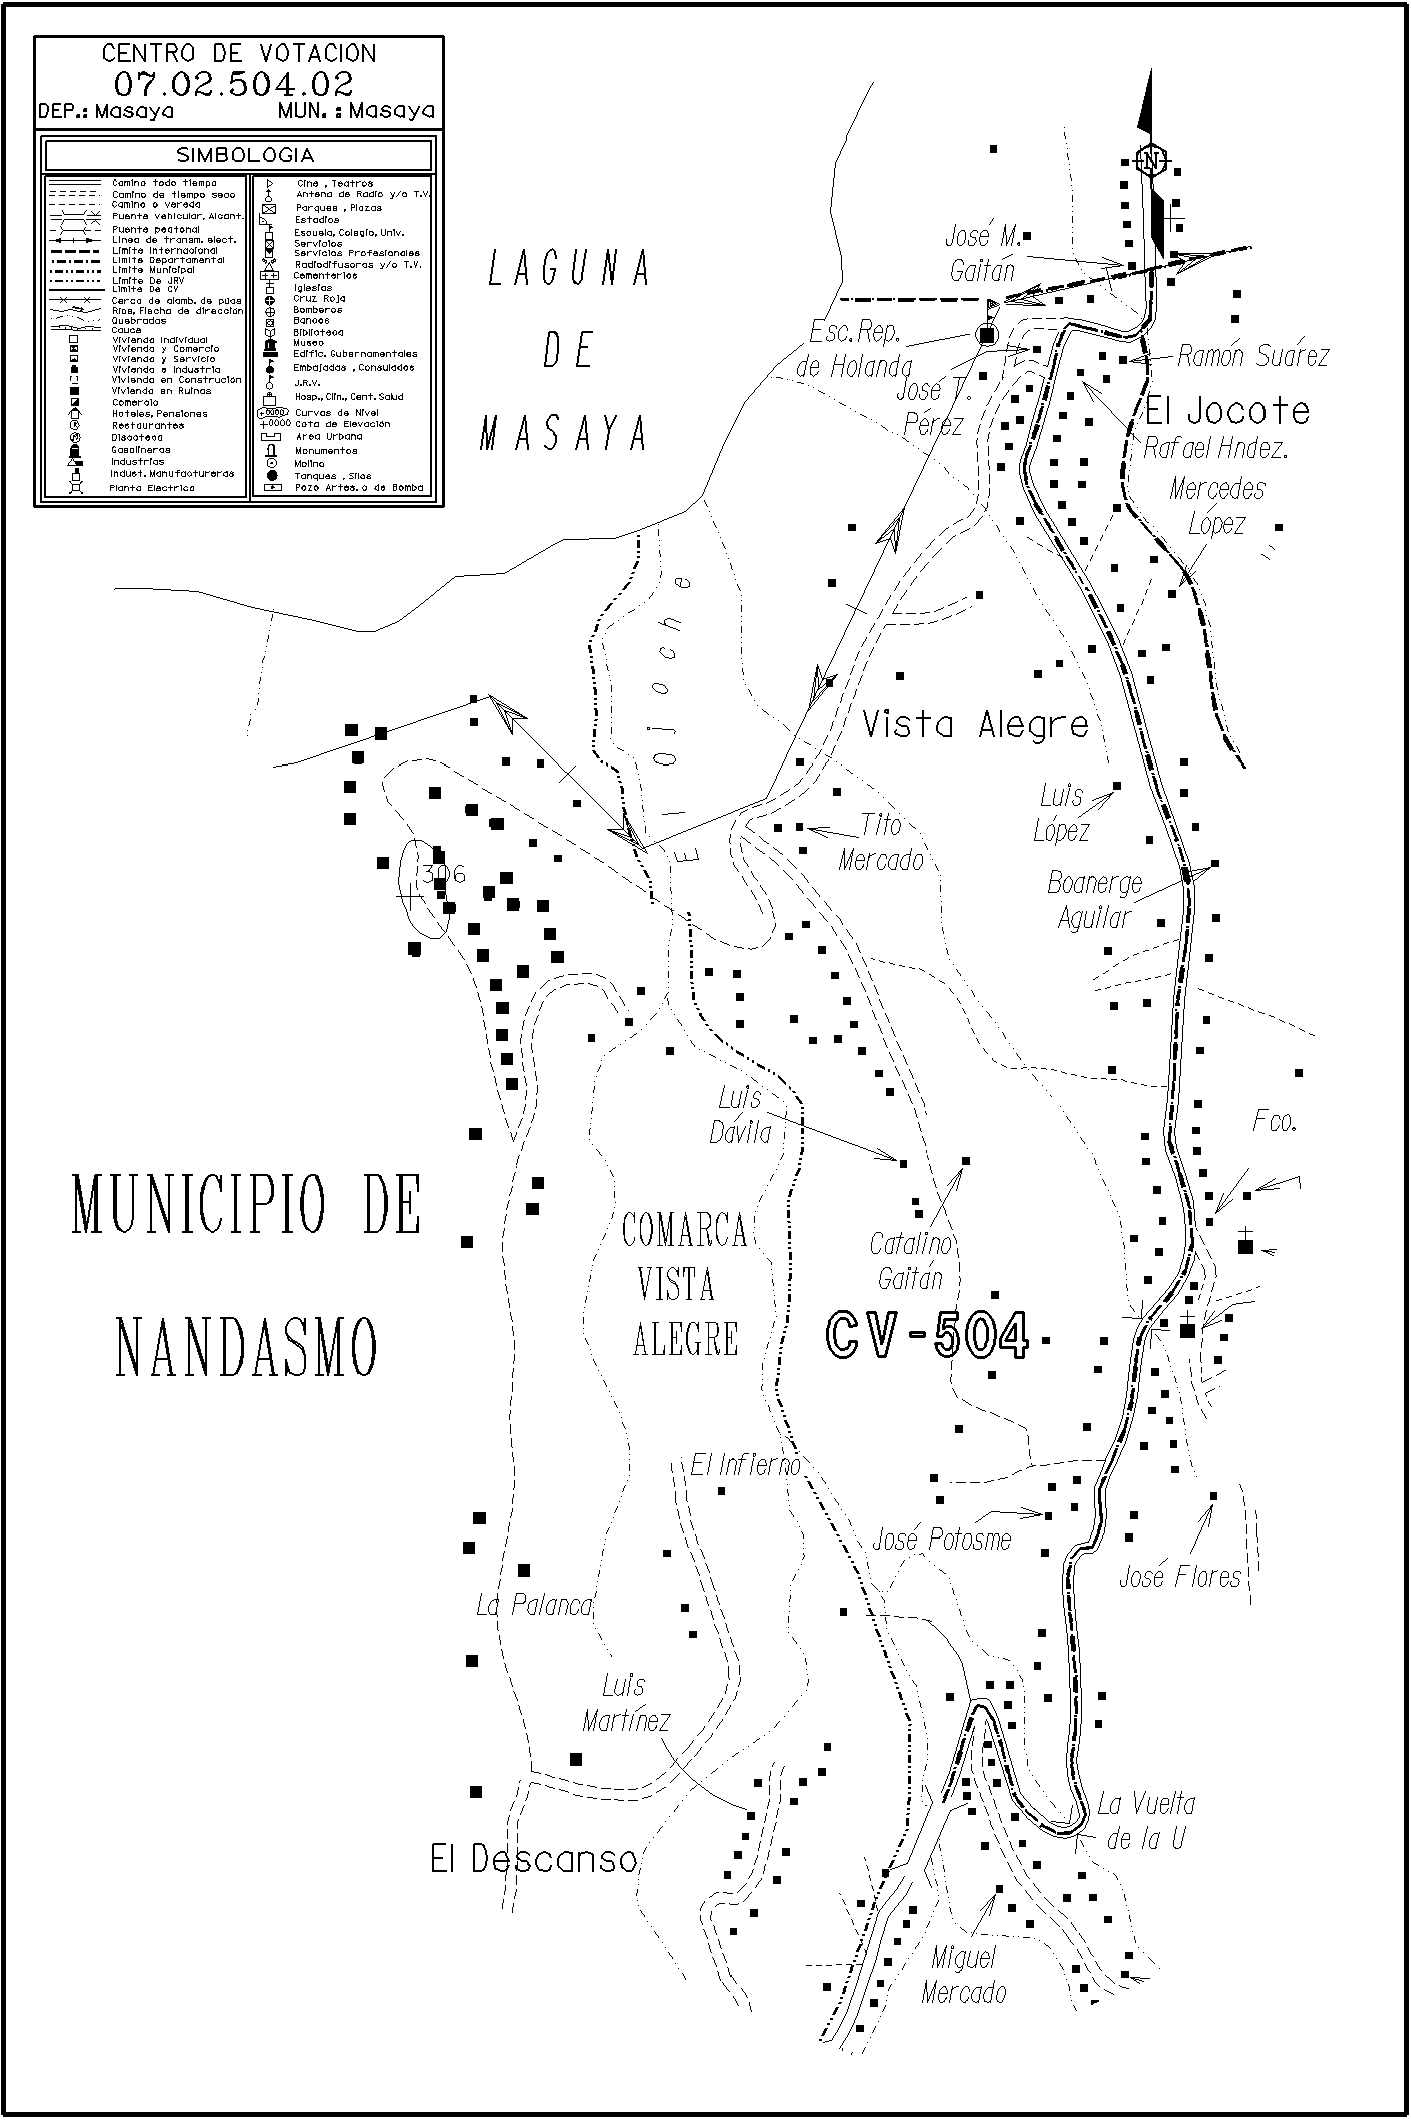 CENTRO DE VOTACION
07.02.504.02
DEP.: Masaya MUN. : Masaya
SIMBOLOGIA
Camino todo tiempo
Camino de tiempo seco
Camino o vereda
Puente vehicular, Alcant.
Puente peatonal
Linea de transm. elect.
Limite Internacional
Limite Departamental
Limite Municipal
Limite De JRV
Limite De CV
Cerca de alamb. de púas
Ríos, Flecha de dirección
Quebradas
Cauce
Vivienda Individual
Vivienda y Comercio
Vivienda y Servicio
Vivienda e Industria
Vivienda en Construción
Vivienda en Ruinas
Comercio
Hoteles, Pensiones
Restaurantes
Discoteca
Gasolineras
Industrias
Indust. Manufactureras
Planta Electrica
Cine , Teatros
Antena de Radio y/o T.V.
Parques , Plazas
Estadios
Escuela, Colegio, Univ.
Servicios
Servicios Profesionales
Radiodifusoras y/o T.V.
Cementerios
Iglesias
Cruz Roja
Bomberos
Bancos
Biblioteca
Museo
Edific. Gubernamentales
Embajadas , Consulados
J.R.V.
Hosp., Clin., Cent. Salud
Curvas de Nivel
Cota de Elevación
Area Urbana
Monumentos
Molino
Tanques , Silos
Pozo Artes. o de Bomba
N
LAGUNA
DE
MASAYA
José M.
Gaitán
Esc. Rep.
de Holanda
José T.
Pérez
Ramón Suárez
El Jocote
Rafael Hndez.
Mercedes
López
El Ojoche
Vista Alegre
Luis
López
Tito
Mercado
Boanerge
Aguilar
306
Luis
Dávila
Fco.
MUNICIPIO DE
NANDASMO
COMARCA
VISTA
ALEGRE
Catalino
Gaitán
CV-504
El Infierno
José Potosme
José Flores
La Palanca
Luis
Martínez
La Vuelta
de la U
El Descanso
Miguel
Mercado